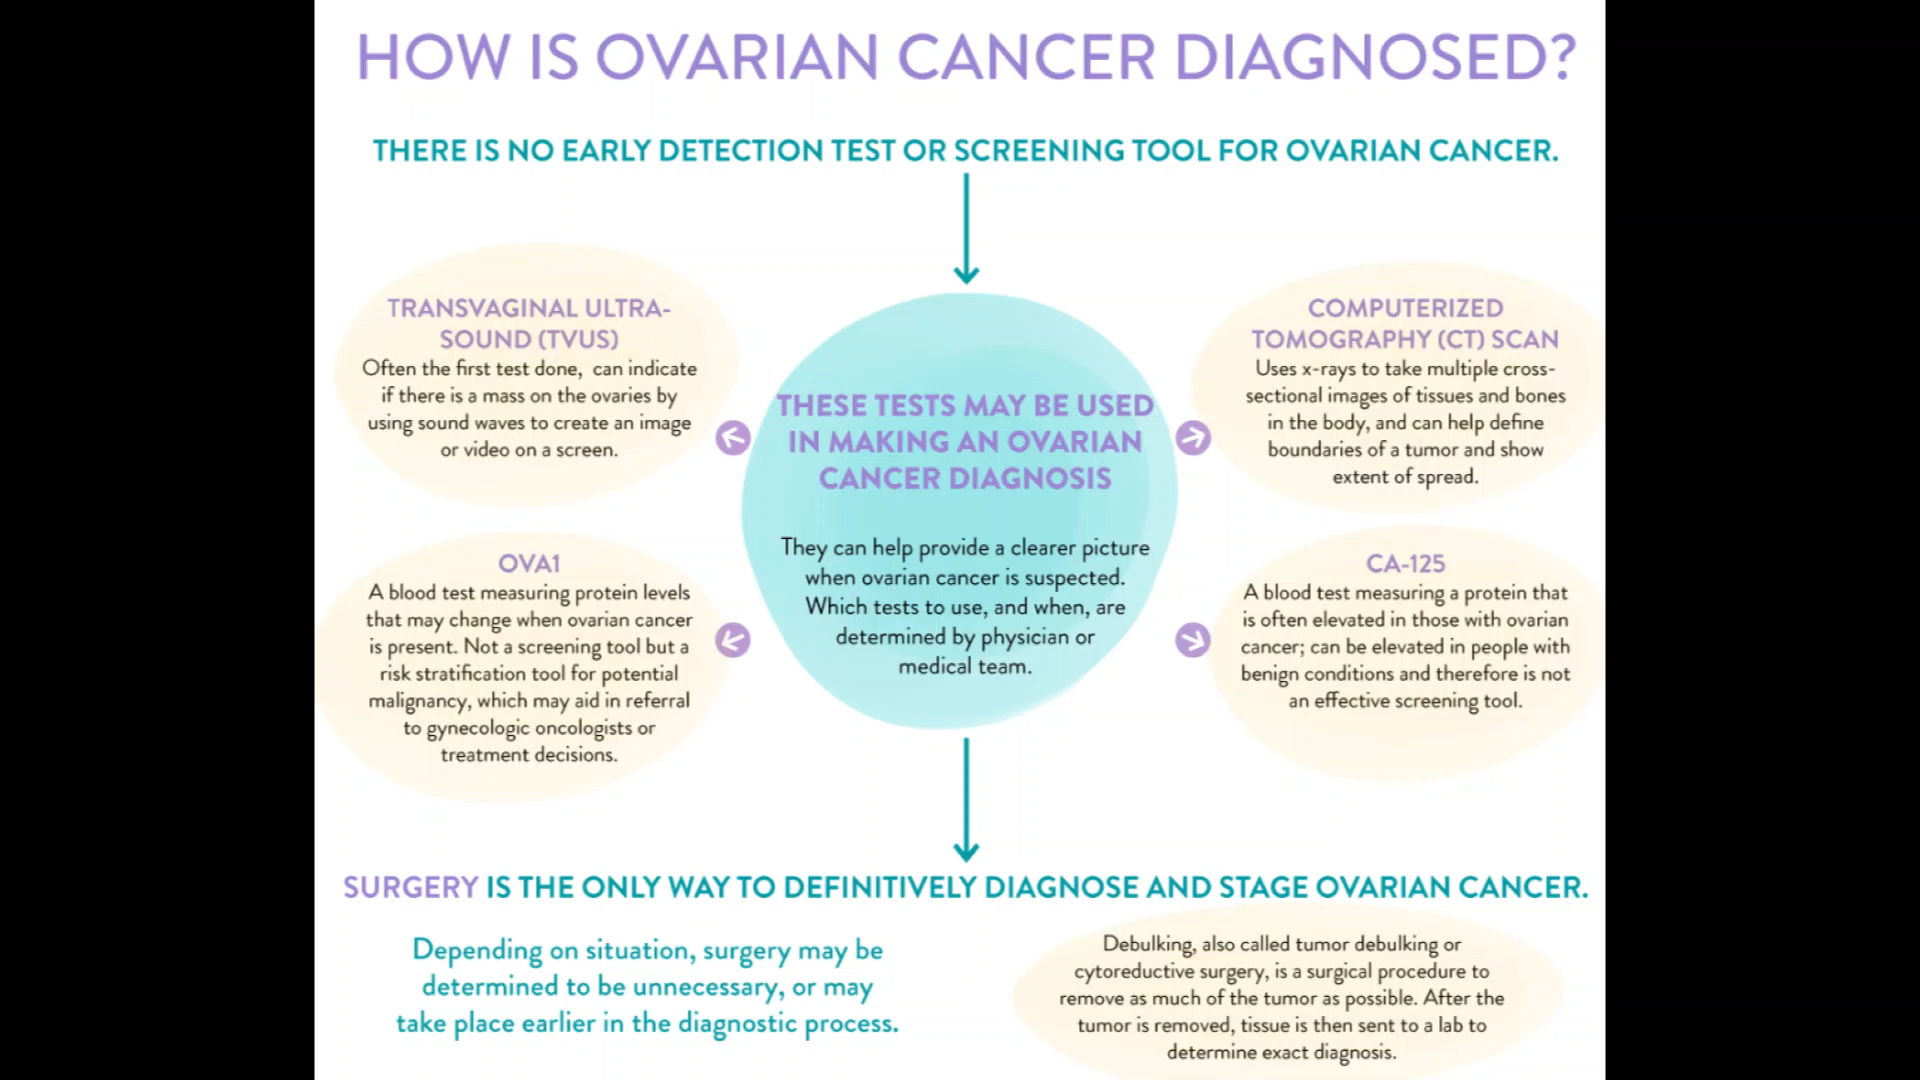 HOW IS OVARIAN CANCER DIAGNOSED?
THERE IS NO EARLY DETECTION TEST OR SCREENING TOOL FOR OVARIAN CANCER.
TRANSVAGINAL ULTRA-
SOUND (TVUS)
Often the first test done, can indicate
if there is a mass on the ovaries by
using sound waves to create an image
or video on a screen.
COMPUTERIZED
TOMOGRAPHY (CT) SCAN
Uses x-rays to take multiple cross-
sectional images of tissues and bones
in the body, and can help define
boundaries of a tumor and show
extent of spread.
THESE TESTS MAY BE USED
IN MAKING AN OVARIAN
CANCER DIAGNOSIS
They can help provide a clearer picture
when ovarian cancer is suspected.
Which tests to use, and when, are
determined by physician or
medical team.
OVA1
A blood test measuring protein levels
that may change when ovarian cancer
is present. Not a screening tool but a
risk stratification tool for potential
malignancy, which may aid in referral
to gynecologic oncologists or
treatment decisions.
CA-125
A blood test measuring a protein that
is often elevated in those with ovarian
cancer; can be elevated in people with
benign conditions and therefore is not
an effective screening tool.
SURGERY IS THE ONLY WAY TO DEFINITIVELY DIAGNOSE AND STAGE OVARIAN CANCER.
Depending on situation, surgery may be
determined to be unnecessary, or may
take place earlier in the diagnostic process.
Debulking, also called tumor debulking or
cytoreductive surgery, is a surgical procedure to
remove as much of the tumor as possible. After the
tumor is removed, tissue is then sent to a lab to
determine exact diagnosis.